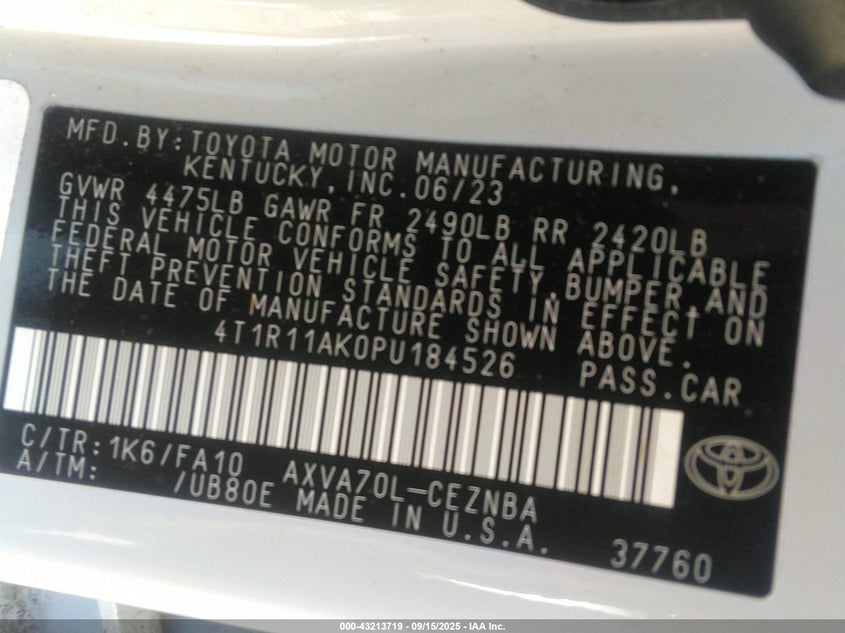 MFD.BY:TOYOTA MOTOR MANUFACTURING,
KENTUCKY,INC.06/23
GVWR 4475LB GAWR FR 2490LB RR 2420LB
THIS VEHICLE CONFORMS TO ALL APPLICABLE
FEDERAL MOTOR VEHICLE SAFETY,BUMPER,AND
THEFT PREVENTION STANDARDS IN EFFECT ON
THE DATE OF MANUFACTURE SHOWN ABOVE.
4T1R11AK0PU184526 PASS.CAR
C/TR:1K6/FA10 AXVA70L-CEZNBA
A/TM: /UB80E MADE IN U.S.A.
37760
000-43213719 - 09/15/2025 - IAA Inc.